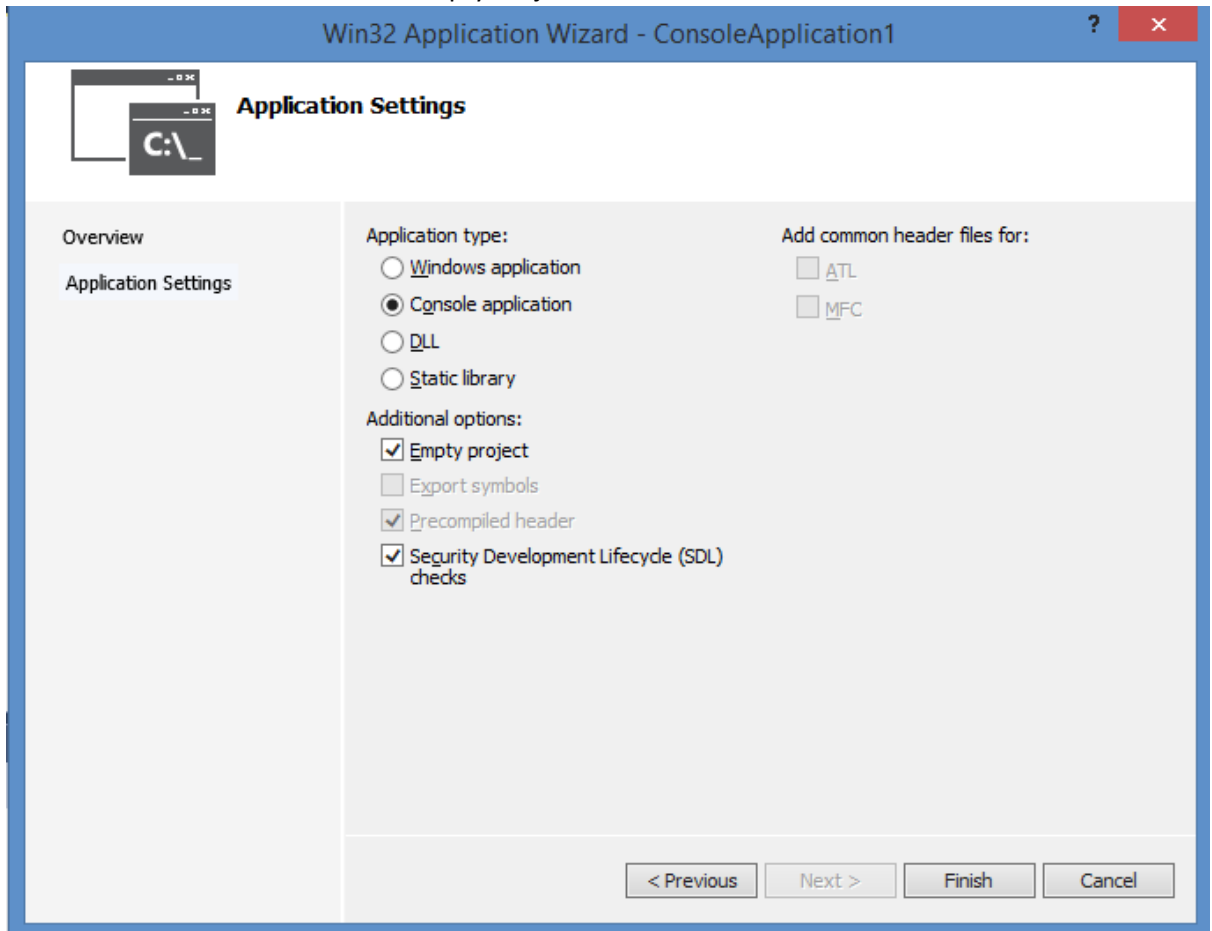 Win32 Application Wizard - ConsoleApplication1
?
Application Settings
C:\_
Overview
Application Settings
Application type:
Windows application
Console application
DLL
Static library
Additional options:
Empty project
Export symbols
Precompiled header
Security Development Lifecycle (SDL)
checks
Add common header files for:
ATL
MFC
< Previous
Next >
Finish
Cancel